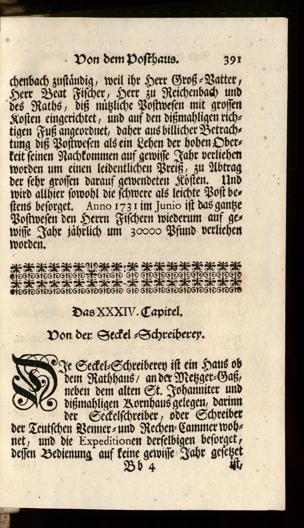 Von dem Posthaus. 391
chenbach zuständig, weil ihr Herr Groß-Vatter,
Herr Beat Fischer, Herr zu Reichenbach und
des Raths, diß nützliche Postwesen mit grossen
Kosten eingerichtet, und auf den dißmahligen rich-
tigen Fuß angeordnet, daher aus billicher Betrach-
tung diß Postwesen als ein Lehen der hohen Ober-
keit seinen Nachkommen auf gewisse Jahr verliehen
worden um einen leidentlichen Preiß, zu Abtrag
der sehr grossen darauf gewendeten Kosten. Und
wird allhier sowohl die schwere als leichte Post be-
stens besorget. Anno 1731 im Junio ist das gantze
Postwesen den Herrn Fischern wiederum auf ge-
wisse Jahr jährlich um 30000 Pfund verliehen
worden.
Das XXXIV. Capitel.
Von der Seckel-Schreiberey.
Die Seckel-Schreiberey ist ein Haus ob
dem Rathhaus/ an der Metzger-Gaß,
neben dem alten St. Johanniter und
dißmahligen Kornhaus gelegen, darinn
der Seckelschreiber, oder Schreiber
der Teutschen Venner- und Rechen-Cammer woh-
net, und die Expeditionen derselbigen besorget,
dessen Bedienung auf keine gewisse Jahr gesetzet
Bb 4 ist,